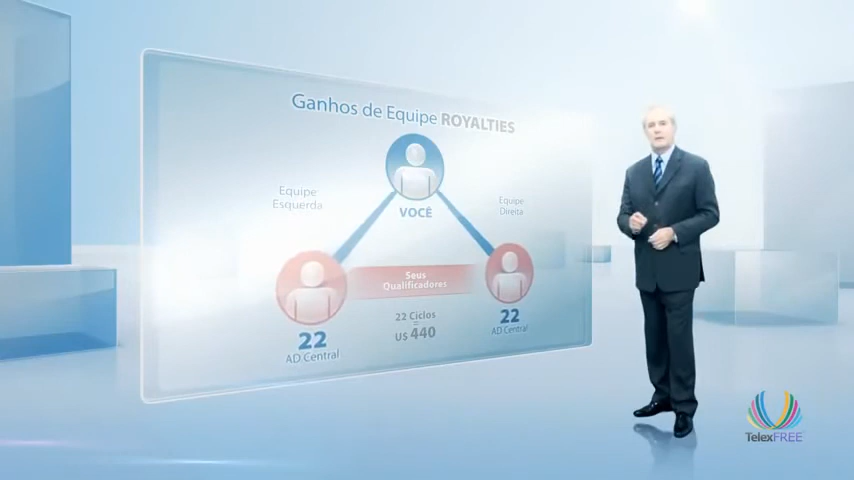 Ganhos de Equipe ROYALTIES
Equipe
Esquerda
VOCÊ
Equipe
Direita
Seus
Qualificadores
22
AD Central
22 Ciclos
=
U$ 440
22
AD Central
TelexFREE